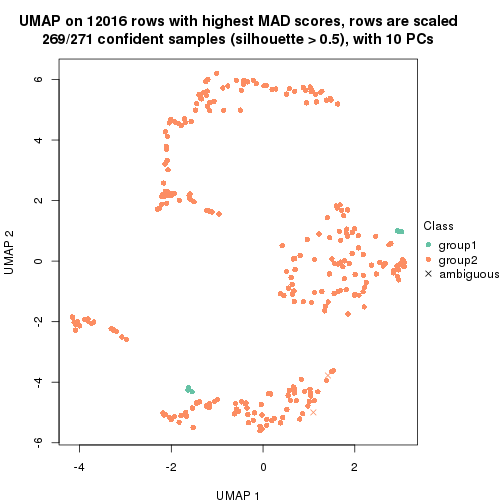 UMAP on 12016 rows with highest MAD scores, rows are scaled
269/271 confident samples (silhouette > 0.5), with 10 PCs
6
4
2
0
-2
-4
-6
UMAP 2
-4
-2
0
2
UMAP 1
Class
group1
group2
ambiguous